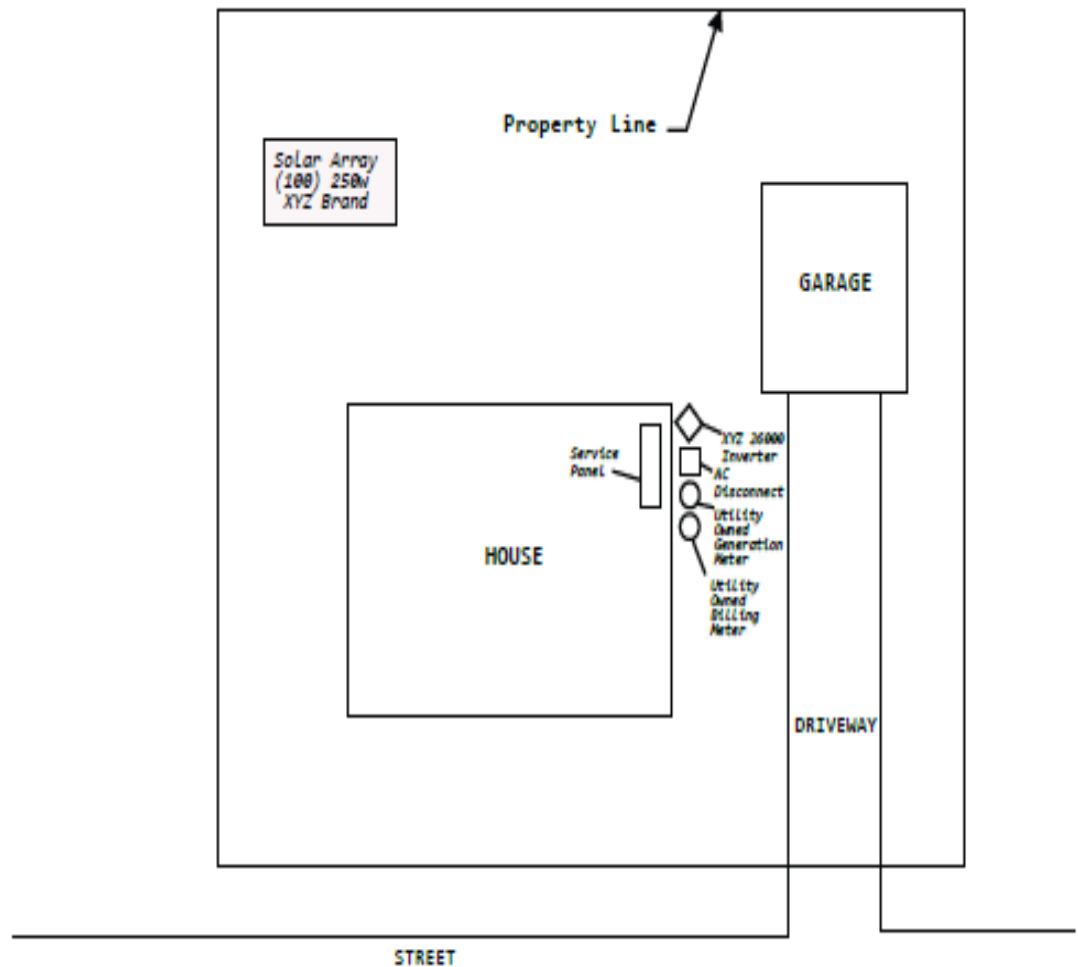 Property Line
Solar Array
(100) 250w
XYZ Brand
GARAGE
Service
Panel
XYZ 26000
Inverter
AC
Disconnect
Utility
Owned
Generation
Meter
HOUSE
Utility
Owned
Billing
Meter
DRIVEWAY
STREET